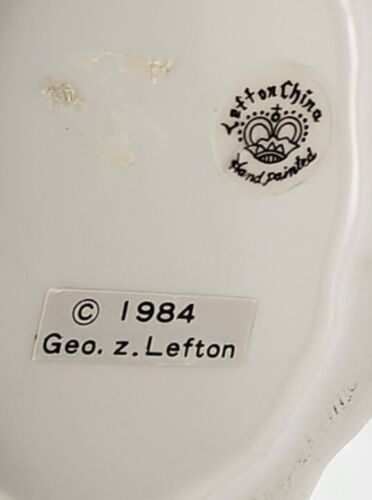 Lefton China
Hand painted
© 1984
Geo. z. Lefton